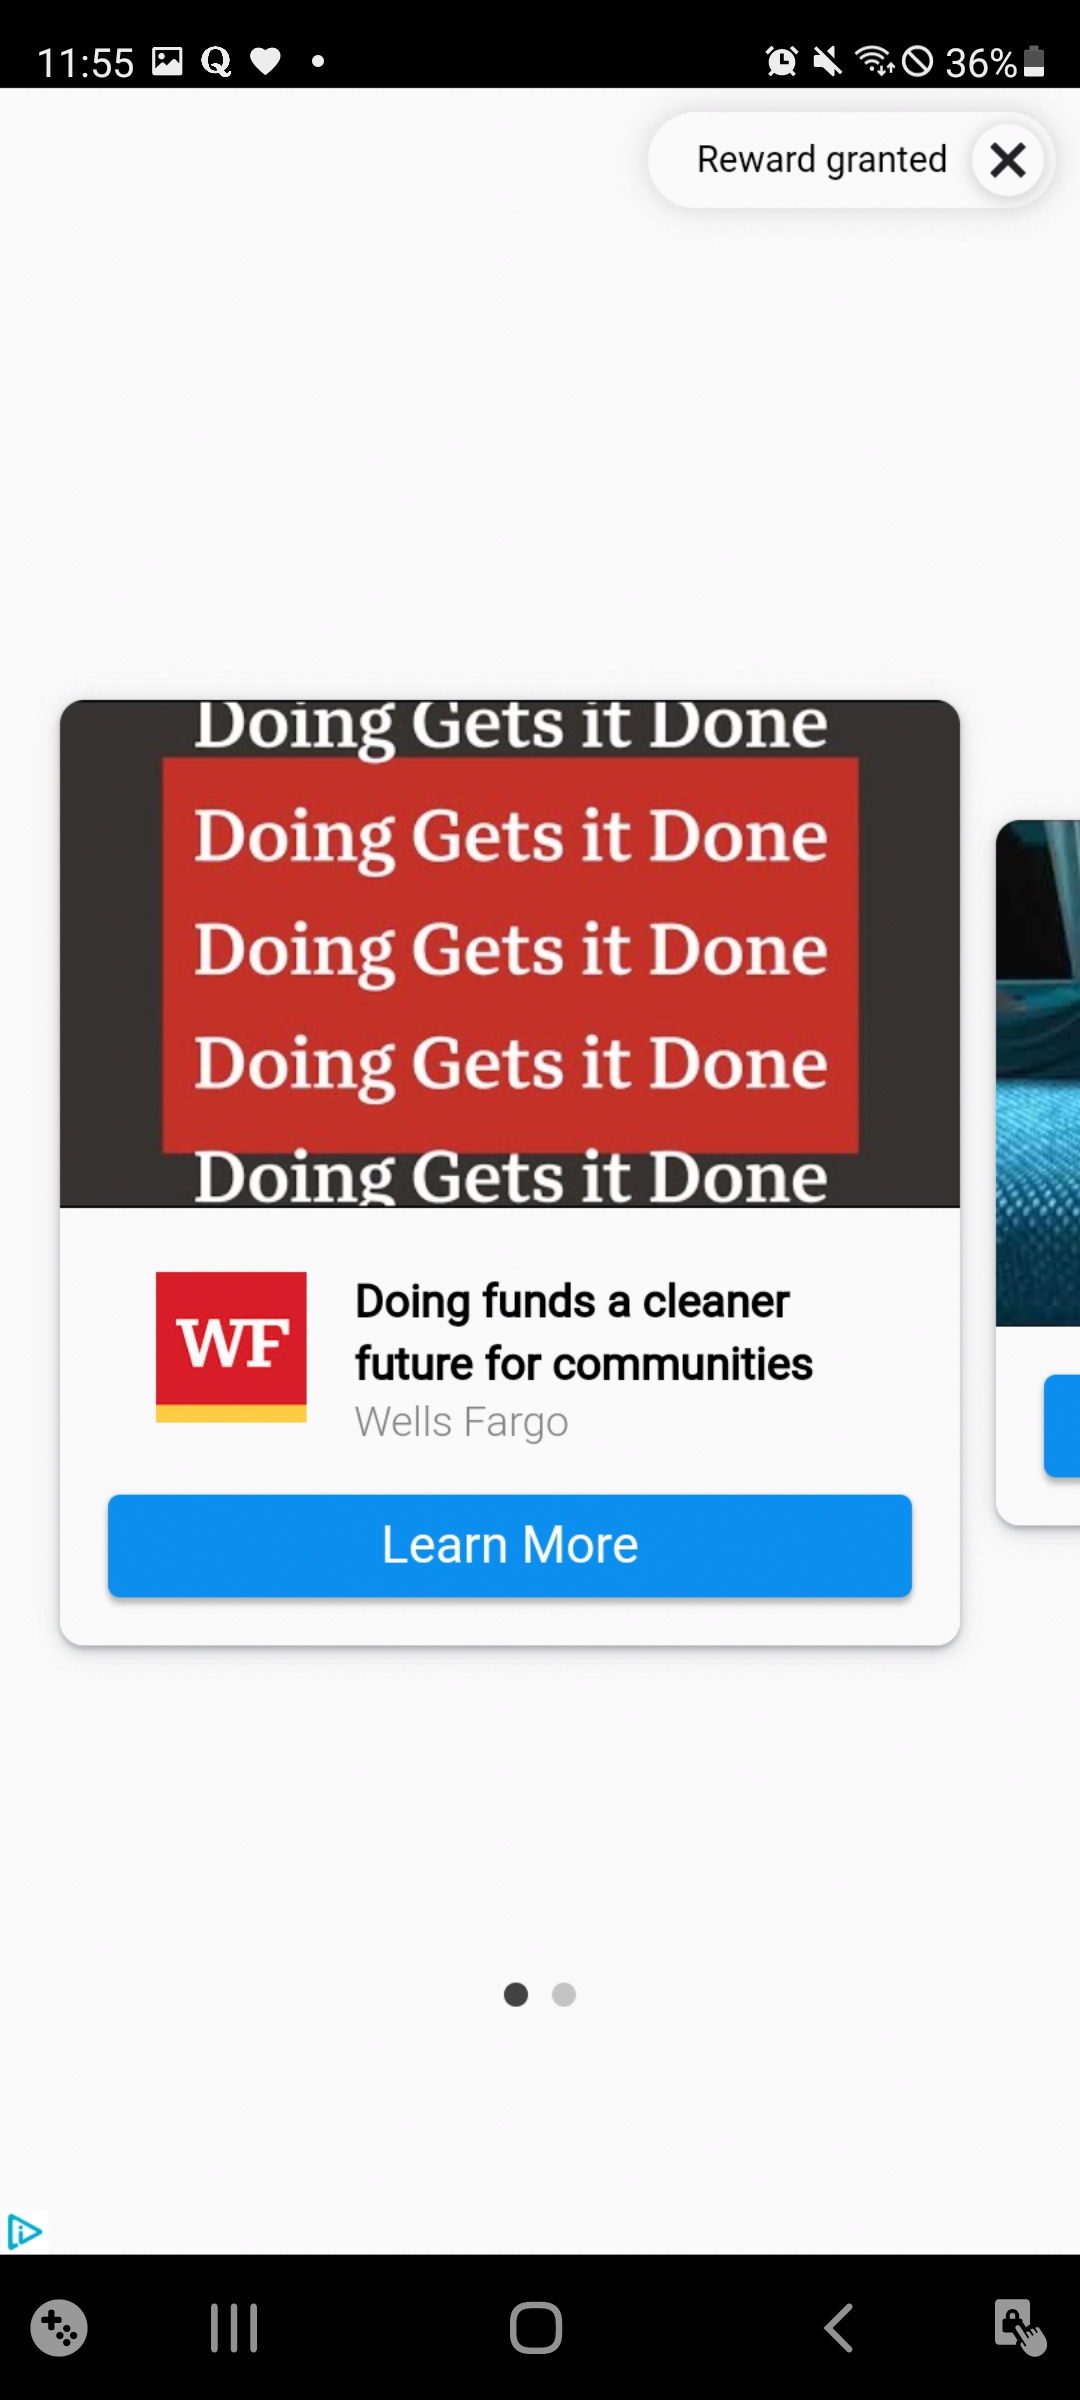 11:55
36%
Reward granted
Doing Gets it Done
Doing Gets it Done
Doing Gets it Done
Doing Gets it Done
Doing Gets it Done
WF
Doing funds a cleaner
future for communities
Wells Fargo
Learn More